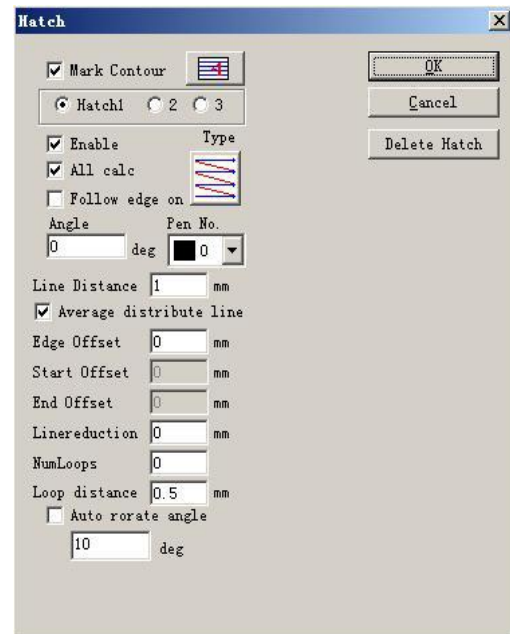 Hatch
Mark Contour
OK
Hatch1 2 3
Cancel
Enable Type
Delete Hatch
All calc
Follow edge on
Angle Pen No.
0 deg 0
Line Distance 1 mm
Average distribute line
Edge Offset 0 mm
Start Offset 0 mm
End Offset 0 mm
Linereduction 0 mm
NumLoops 0
Loop distance 0.5 mm
Auto rorate angle
10 deg